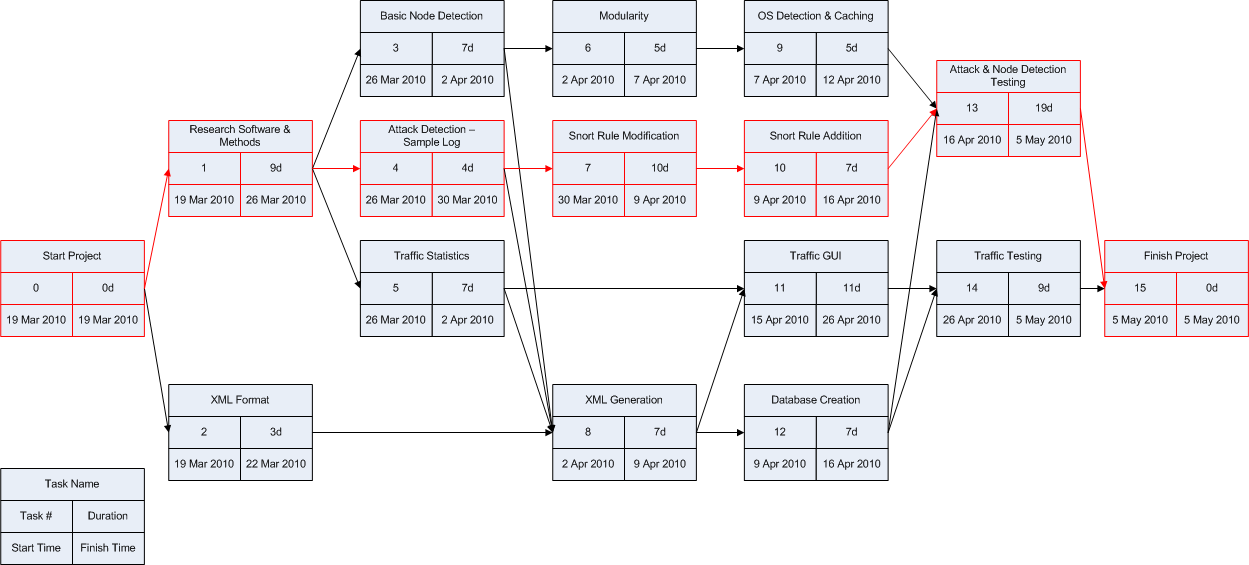 Basic Node Detection
3 7d
26 Mar 2010 2 Apr 2010
Modularity
6 5d
2 Apr 2010 7 Apr 2010
OS Detection & Caching
9 5d
7 Apr 2010 12 Apr 2010
Attack & Node Detection
Testing
13 19d
16 Apr 2010 5 May 2010
Research Software &
Methods
1 9d
19 Mar 2010 26 Mar 2010
Attack Detection –
Sample Log
4 4d
26 Mar 2010 30 Mar 2010
Snort Rule Modification
7 10d
30 Mar 2010 9 Apr 2010
Snort Rule Addition
10 7d
9 Apr 2010 16 Apr 2010
Start Project
0 0d
19 Mar 2010 19 Mar 2010
Traffic Statistics
5 7d
26 Mar 2010 2 Apr 2010
Traffic GUI
11 11d
15 Apr 2010 26 Apr 2010
Traffic Testing
14 9d
26 Apr 2010 5 May 2010
Finish Project
15 0d
5 May 2010 5 May 2010
XML Format
2 3d
19 Mar 2010 22 Mar 2010
XML Generation
8 7d
2 Apr 2010 9 Apr 2010
Database Creation
12 7d
9 Apr 2010 16 Apr 2010
Task Name
Task # Duration
Start Time Finish Time